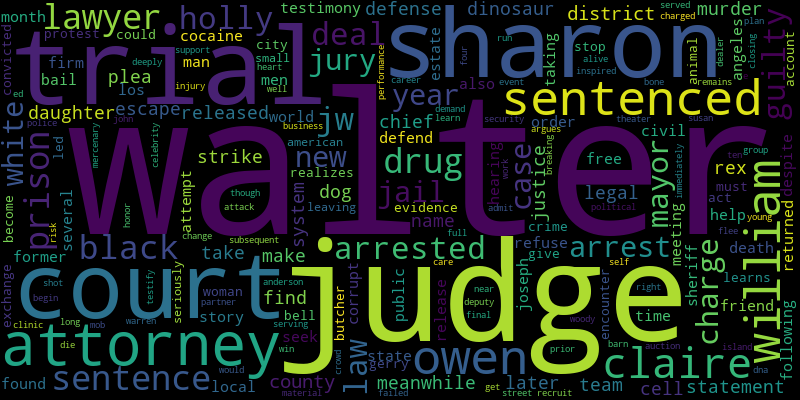 month lawyer holly testimony defense dinosaur district murder
protest could cocaine city deal stop angeles
convicted trial firm man small jury estate sharon taking animal closing
bail plea los men performance career run alive inspired bone remains dealer plan served charged
support deeply heart injury well event four
daughter escape released world year also sentenced guilty account
ed white police led attempt american jw chief order civil
prison walter strike new defend drug case justice free mayor rex
mercenary john celebrity business theater susan group
honor realizes dog jail hearing work security argues breaking demand learn legal must despite
become risk several system leaving evidence name admit political immediately ten act help william returned
though attack full crime meeting young flee
change subsequent black arrested refuse arrest death
former take make care give self learns
exchange shot testify seriously woman partner anderson find court judge near deputy final joseph encounter sheriff charge friend following
begin story serving bell butcher corrupt public release right time
clinic long mob warren seek state prior woody barn auction island
attorney die win crowd law gerry owen claire
found sentence would local county meanwhile later team cell statement
material failed get street recruit dna